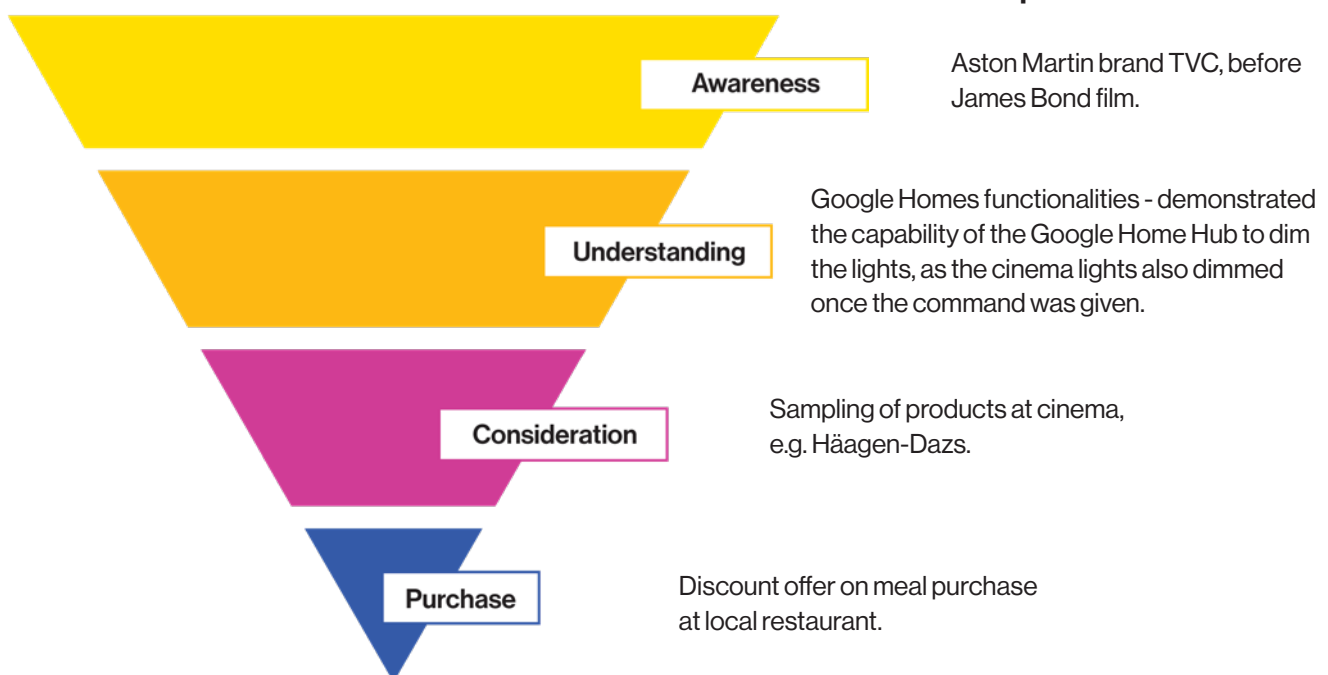 Awareness
Aston Martin brand TVC, before
James Bond film.
Understanding
Google Homes functionalities - demonstrated
the capability of the Google Home Hub to dim
the lights, as the cinema lights also dimmed
once the command was given.
Consideration
Sampling of products at cinema,
e.g. Häagen-Dazs.
Purchase
Discount offer on meal purchase
at local restaurant.